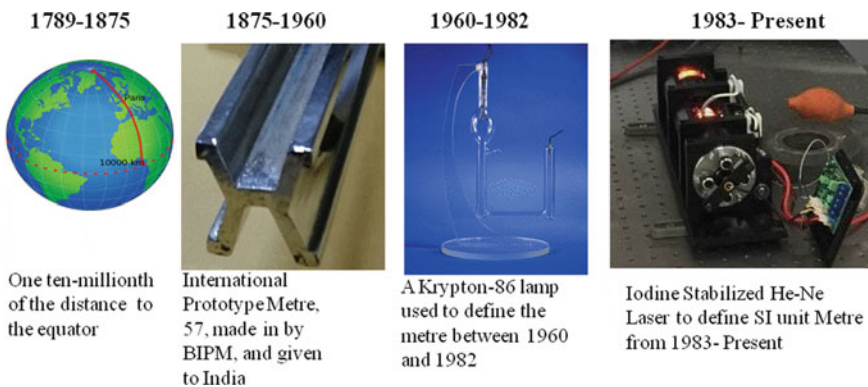 1789-1875
1875-1960
1960-1982
1983- Present
Paris
10000 km
One ten-millionth
of the distance to
the equator
International
Prototype Metre,
57, made in by
BIPM, and given
to India
A Krypton-86 lamp
used to define the
metre between 1960
and 1982
Iodine Stabilized He-Ne
Laser to define SI unit Metre
from 1983- Present